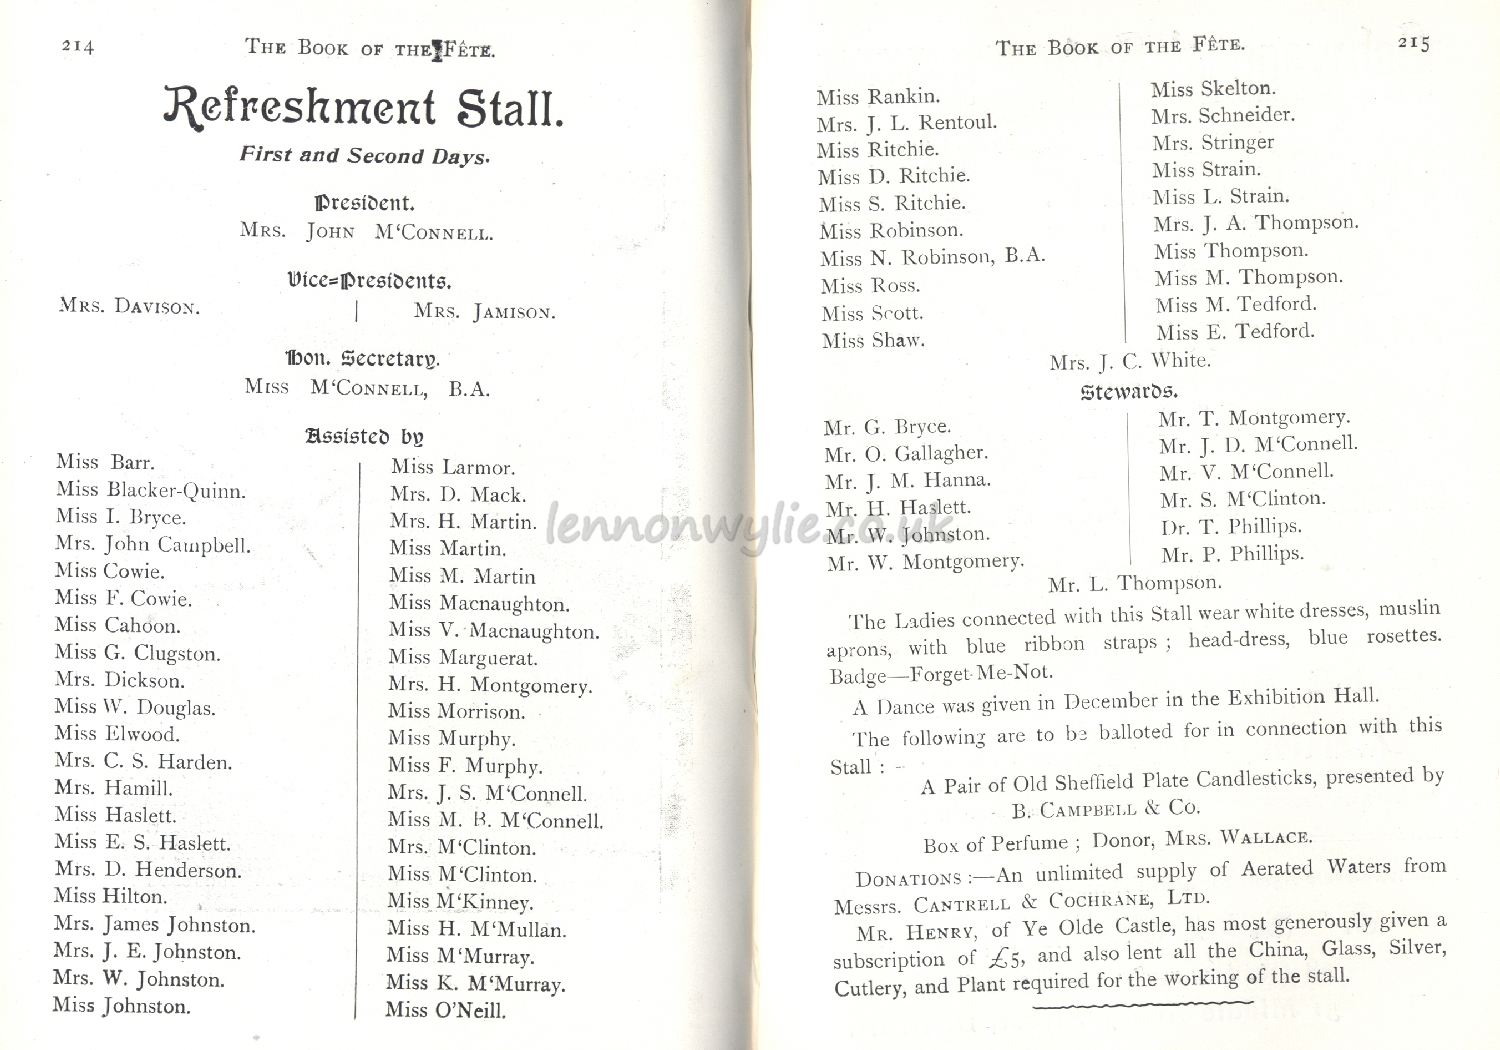 214
THE BOOK OF THE FÊTE.
Refreshment Stall.
First and Second Days.
President.
MRS. JOHN M‘CONNELL.
Vice=Presidents.
MRS. DAVISON. | MRS. JAMISON.
Hon. Secretary.
MISS M‘CONNELL, B.A.
Assisted by
Miss Barr.
Miss Blacker-Quinn.
Miss I. Bryce.
Mrs. John Campbell.
Miss Cowie.
Miss F. Cowie.
Miss Cahoon.
Miss G. Clugston.
Mrs. Dickson.
Miss W. Douglas.
Miss Elwood.
Mrs. C. S. Harden.
Mrs. Hamill.
Miss Haslett.
Miss E. S. Haslett.
Mrs. D. Henderson.
Miss Hilton.
Mrs. James Johnston.
Mrs. J. E. Johnston.
Mrs. W. Johnston.
Miss Johnston.
Miss Larmor.
Mrs. D. Mack.
Mrs. H. Martin.
Miss Martin.
Miss M. Martin
Miss Macnaughton.
Miss V. Macnaughton.
Miss Marguerat.
Mrs. H. Montgomery.
Miss Morrison.
Miss Murphy.
Miss F. Murphy.
Mrs. J. S. M‘Connell.
Miss M. B. M‘Connell.
Mrs. M‘Clinton.
Miss M‘Clinton.
Miss M‘Kinney.
Miss H. M‘Mullan.
Miss M‘Murray.
Miss K. M‘Murray.
Miss O’Neill.
lennonwylie.co.uk
THE BOOK OF THE FÊTE.
215
Miss Rankin.
Mrs. J. L. Rentoul.
Miss Ritchie.
Miss D. Ritchie.
Miss S. Ritchie.
Miss Robinson.
Miss N. Robinson, B.A.
Miss Ross.
Miss Scott.
Miss Shaw.
Miss Skelton.
Mrs. Schneider.
Mrs. Stringer
Miss Strain.
Miss L. Strain.
Mrs. J. A. Thompson.
Miss Thompson.
Miss M. Thompson.
Miss M. Tedford.
Miss E. Tedford.
Mrs. J. C. White.
Stewards.
Mr. G. Bryce.
Mr. O. Gallagher.
Mr. J. M. Hanna.
Mr. H. Haslett.
Mr. W. Johnston.
Mr. W. Montgomery.
Mr. T. Montgomery.
Mr. J. D. M‘Connell.
Mr. V. M‘Connell.
Mr. S. M‘Clinton.
Dr. T. Phillips.
Mr. P. Phillips.
Mr. L. Thompson.
The Ladies connected with this Stall wear white dresses, muslin
aprons, with blue ribbon straps ; head-dress, blue rosettes.
Badge—Forget-Me-Not.
A Dance was given in December in the Exhibition Hall.
The following are to be balloted for in connection with this
Stall : -
A Pair of Old Sheffield Plate Candlesticks, presented by
B. CAMPBELL & CO.
Box of Perfume ; Donor, MRS. WALLACE.
DONATIONS :—An unlimited supply of Aerated Waters from
Messrs. CANTRELL & COCHRANE, LTD.
MR. HENRY, of Ye Olde Castle, has most generously given a
subscription of £5, and also lent all the China, Glass, Silver,
Cutlery, and Plant required for the working of the stall.